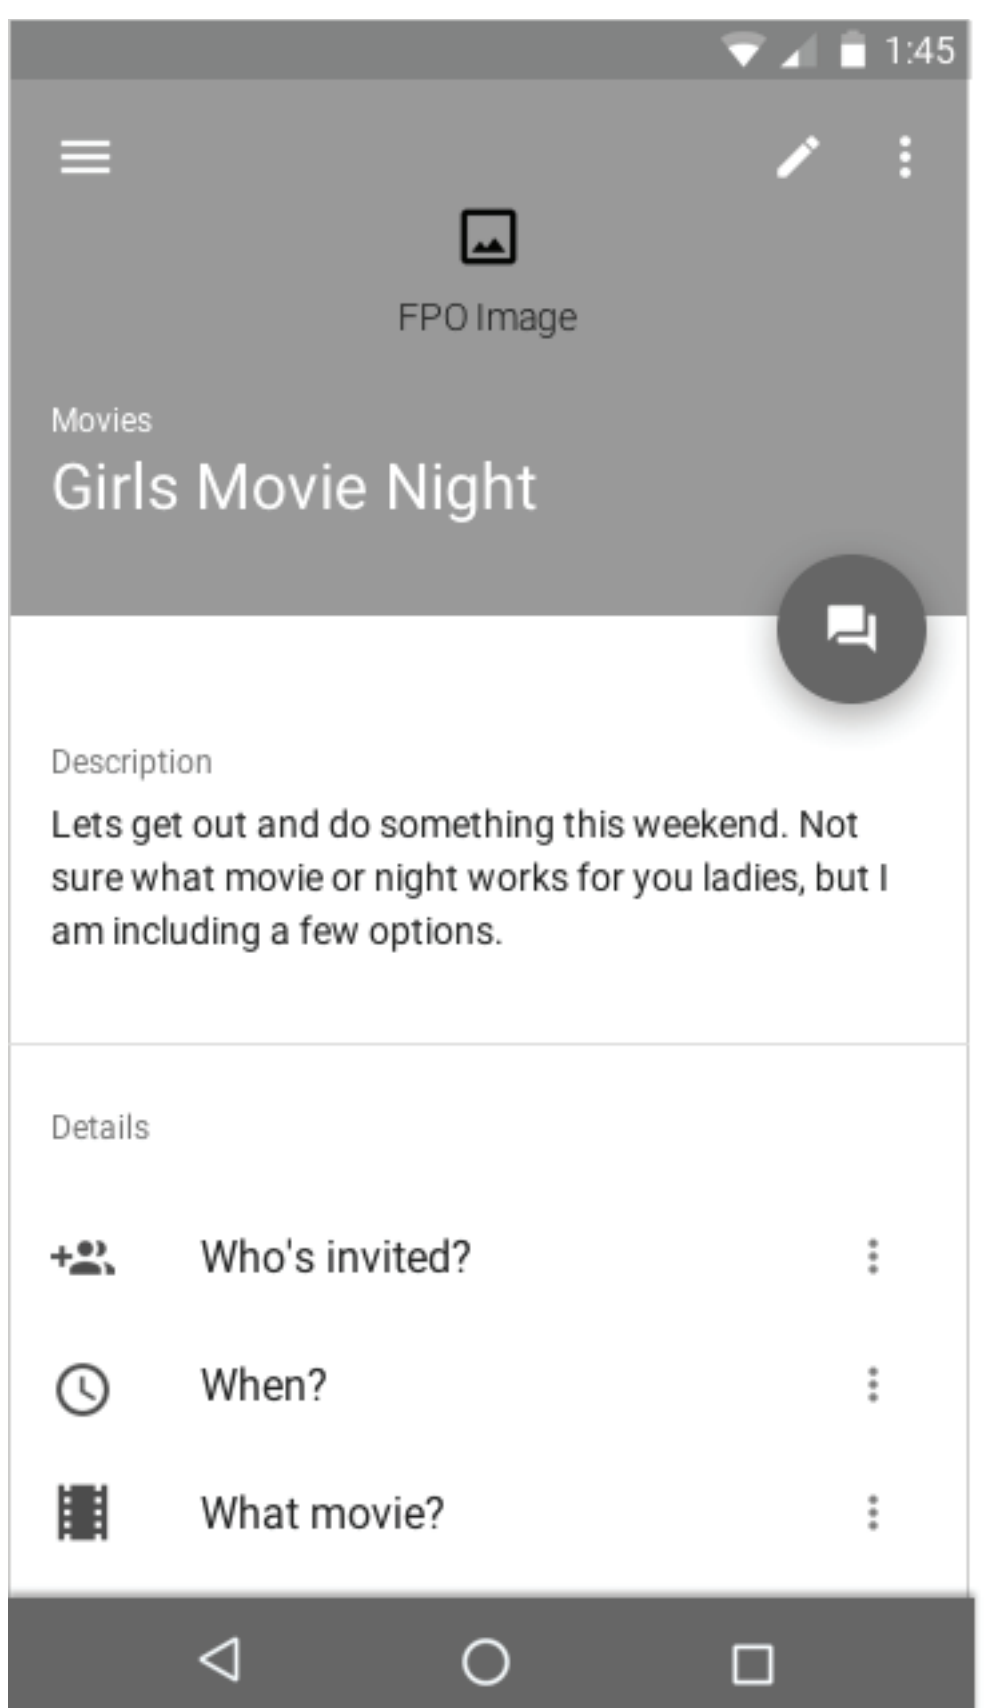 1:45
FPO Image
Movies
Girls Movie Night
Description
Lets get out and do something this weekend. Not
sure what movie or night works for you ladies, but I
am including a few options.
Details
Who's invited?
When?
What movie?